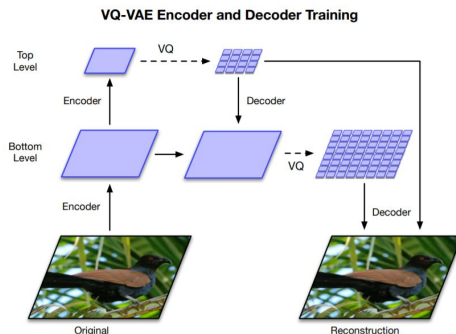 VQ-VAE Encoder and Decoder Training
Top
Level
VQ
Encoder
Decoder
Bottom
Level
VQ
Encoder
Decoder
Original
Reconstruction